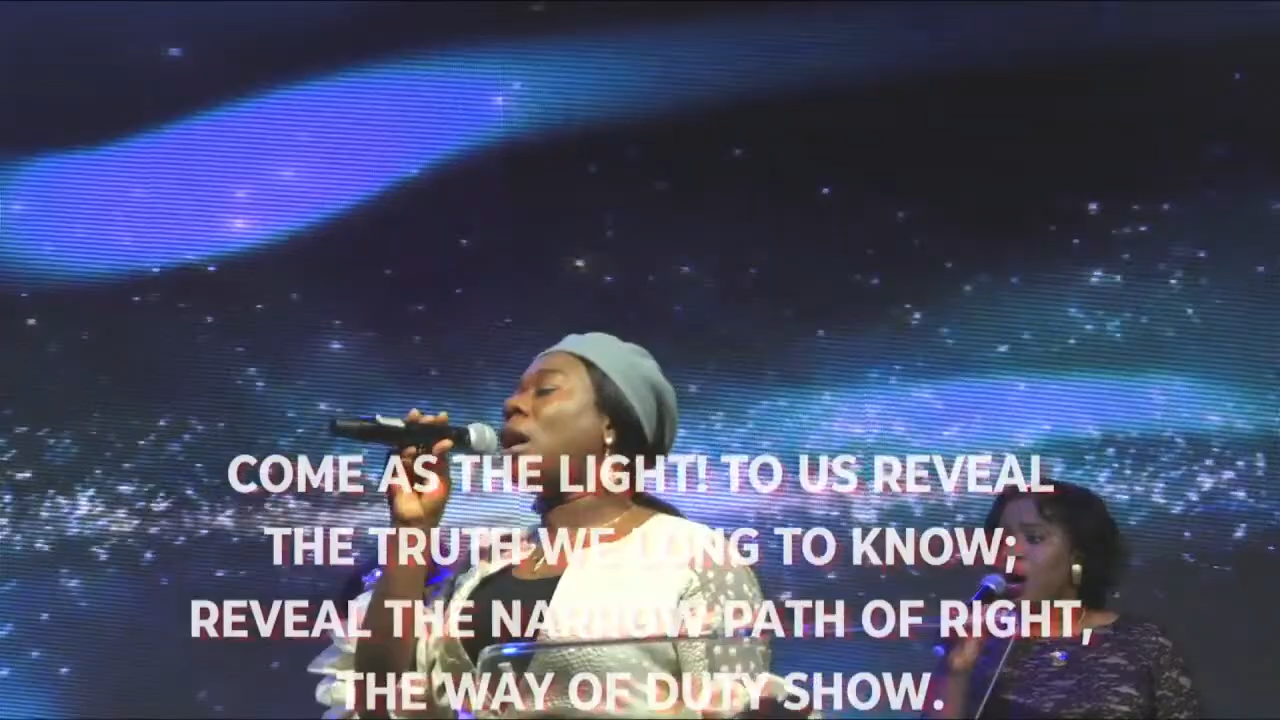 COME AS THE LIGHT! TO US REVEAL
THE TRUTH WE LONG TO KNOW;
REVEAL THE NARROW PATH OF RIGHT,
THE WAY OF DUTY SHOW.